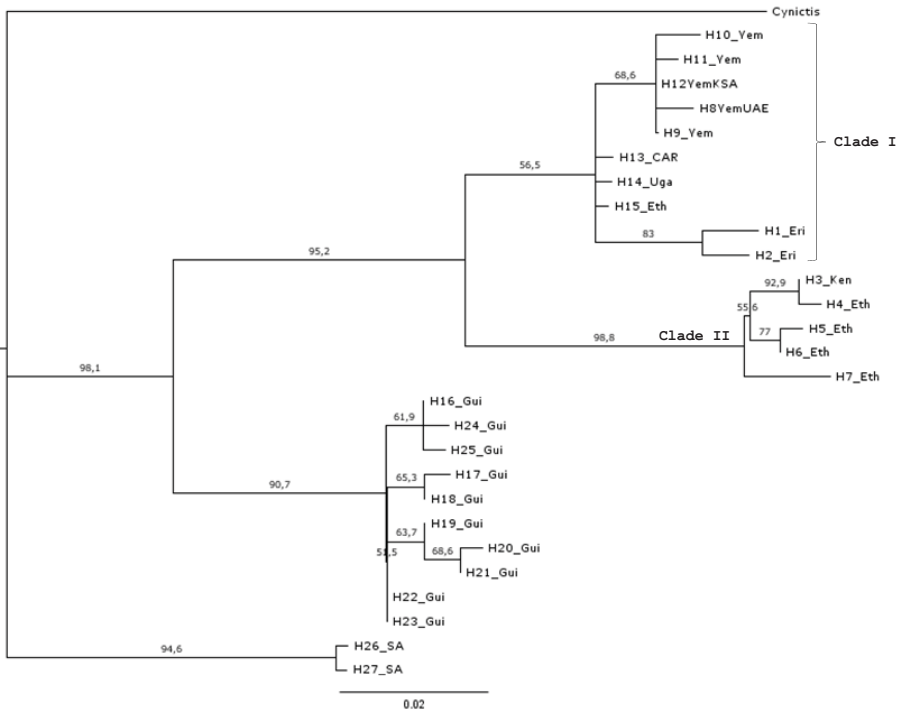 Cynictis
H10_Yem
H11_Yem
68,6
H12YemKSA
H8YemUAE
H9_Yem
Clade I
56,5
H13_CAR
H14_Uga
H15_Eth
83
H1_Eri
H2_Eri
95,2
92,9
H3_Ken
H4_Eth
55,6
77
H5_Eth
H6_Eth
98,8
Clade II
H7_Eth
98,1
H16_Gui
61,9
H24_Gui
H25_Gui
65,3
H17_Gui
H18_Gui
90,7
H19_Gui
63,7
51,5
68,6
H20_Gui
H21_Gui
H22_Gui
H23_Gui
94,6
H26_SA
H27_SA
0.02